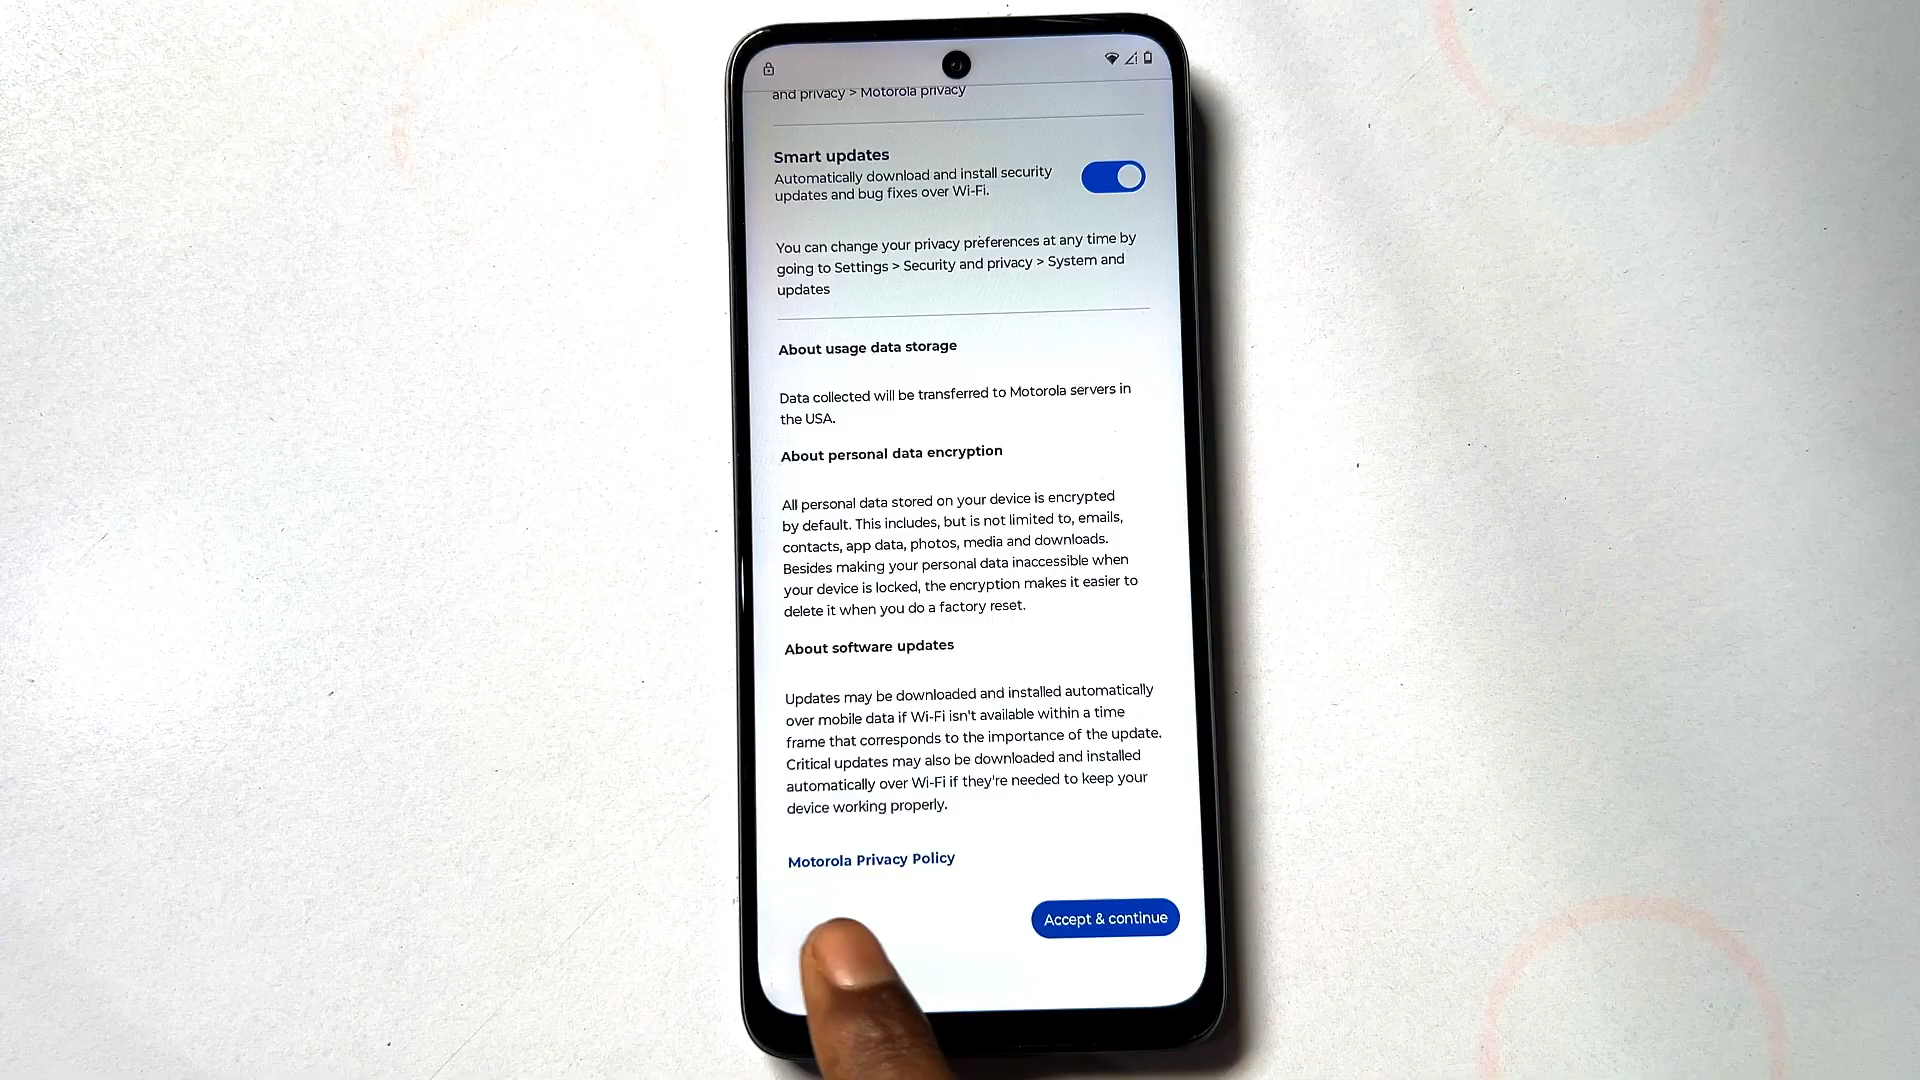 and privacy > Motorola privacy
Smart updates
Automatically download and install security
updates and bug fixes over Wi-Fi.
You can change your privacy preferences at any time by
going to Settings > Security and privacy > System and
updates
About usage data storage
Data collected will be transferred to Motorola servers in
the USA.
About personal data encryption
All personal data stored on your device is encrypted
by default. This includes, but is not limited to, emails,
contacts, app data, photos, media and downloads.
Besides making your personal data inaccessible when
your device is locked, the encryption makes it easier to
delete it when you do a factory reset.
About software updates
Updates may be downloaded and installed automatically
over mobile data if Wi-Fi isn't available within a time
frame that corresponds to the importance of the update.
Critical updates may also be downloaded and installed
automatically over Wi-Fi if they're needed to keep your
device working properly.
Motorola Privacy Policy
Accept & continue